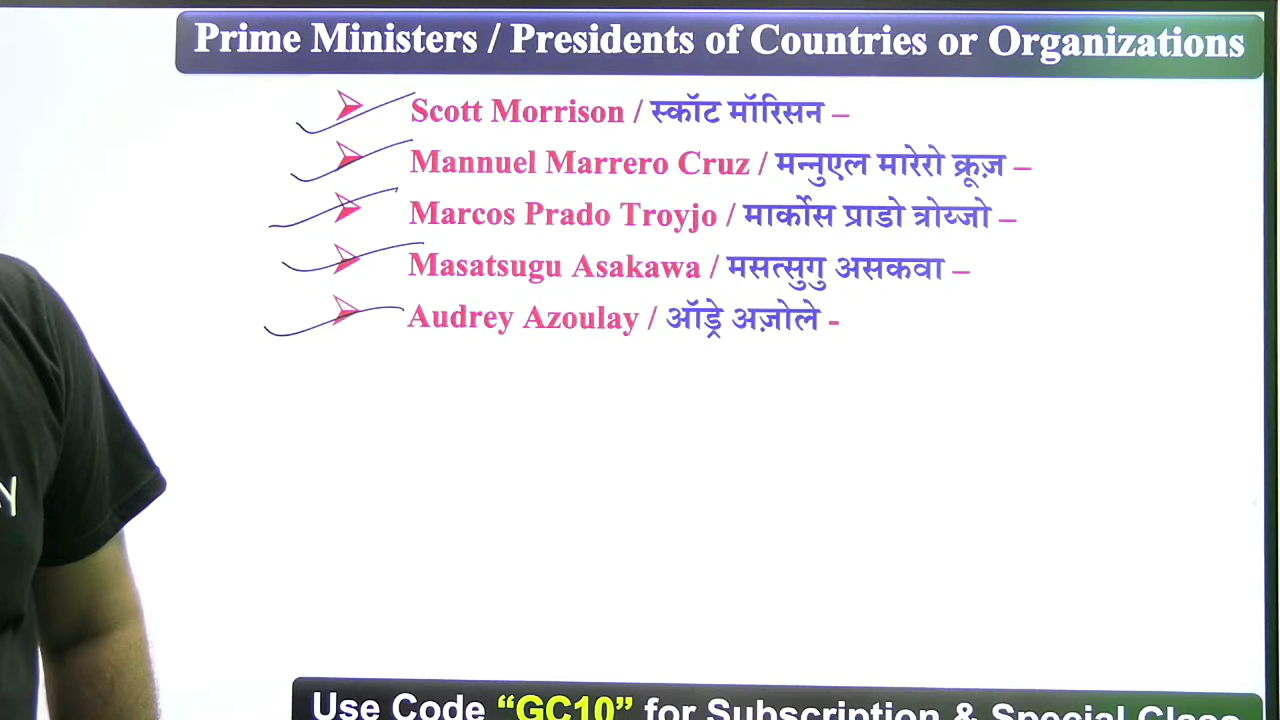 Prime Ministers / Presidents of Countries or Organizations
Scott Morrison / स्कॉट मॉरिसन –
Mannuel Marrero Cruz / मन्नुएल मारेरो क्रूज़ –
Marcos Prado Troyjo / मार्कोस प्राडो त्रोय्जो –
Masatsugu Asakawa / मसत्सुगु असकवा –
Audrey Azoulay / ऑड्रे अज़ोले -
Y
Use Code “GC10” for Subscription & Special Class